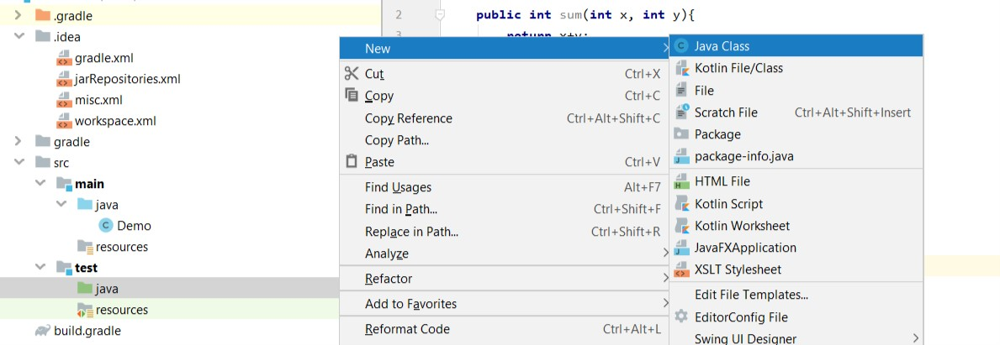 .gradle
.idea
gradle.xml
jarRepositories.xml
misc.xml
workspace.xml
gradle
src
main
java
Demo
resources
test
java
resources
build.gradle
2 public int sum(int x, int y){
3 return x+y;
New
Cut Ctrl+X
Copy Ctrl+C
Copy Reference Ctrl+Alt+Shift+C
Copy Path...
Paste Ctrl+V
Find Usages Alt+F7
Find in Path... Ctrl+Shift+F
Replace in Path... Ctrl+Shift+R
Analyze
Refactor
Add to Favorites
Reformat Code Ctrl+Alt+L
Java Class
Kotlin File/Class
File
Scratch File Ctrl+Alt+Shift+Insert
Package
package-info.java
HTML File
Kotlin Script
Kotlin Worksheet
JavaFXApplication
XSLT Stylesheet
Edit File Templates...
EditorConfig File
Swing UI Designer